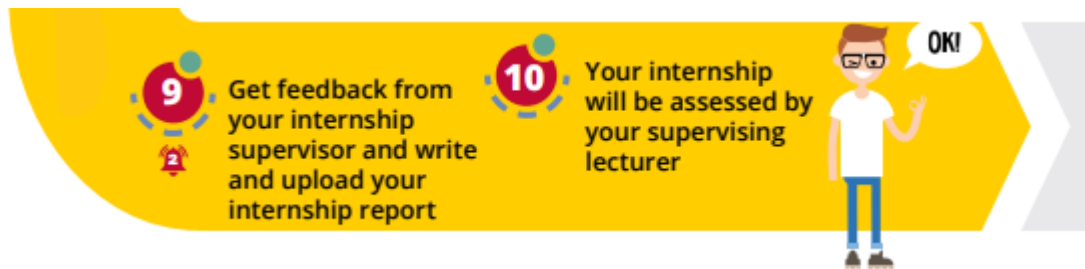 9
Get feedback from
your internship
supervisor and write
and upload your
internship report
2
10
Your internship
will be assessed by
your supervising
lecturer
OK!